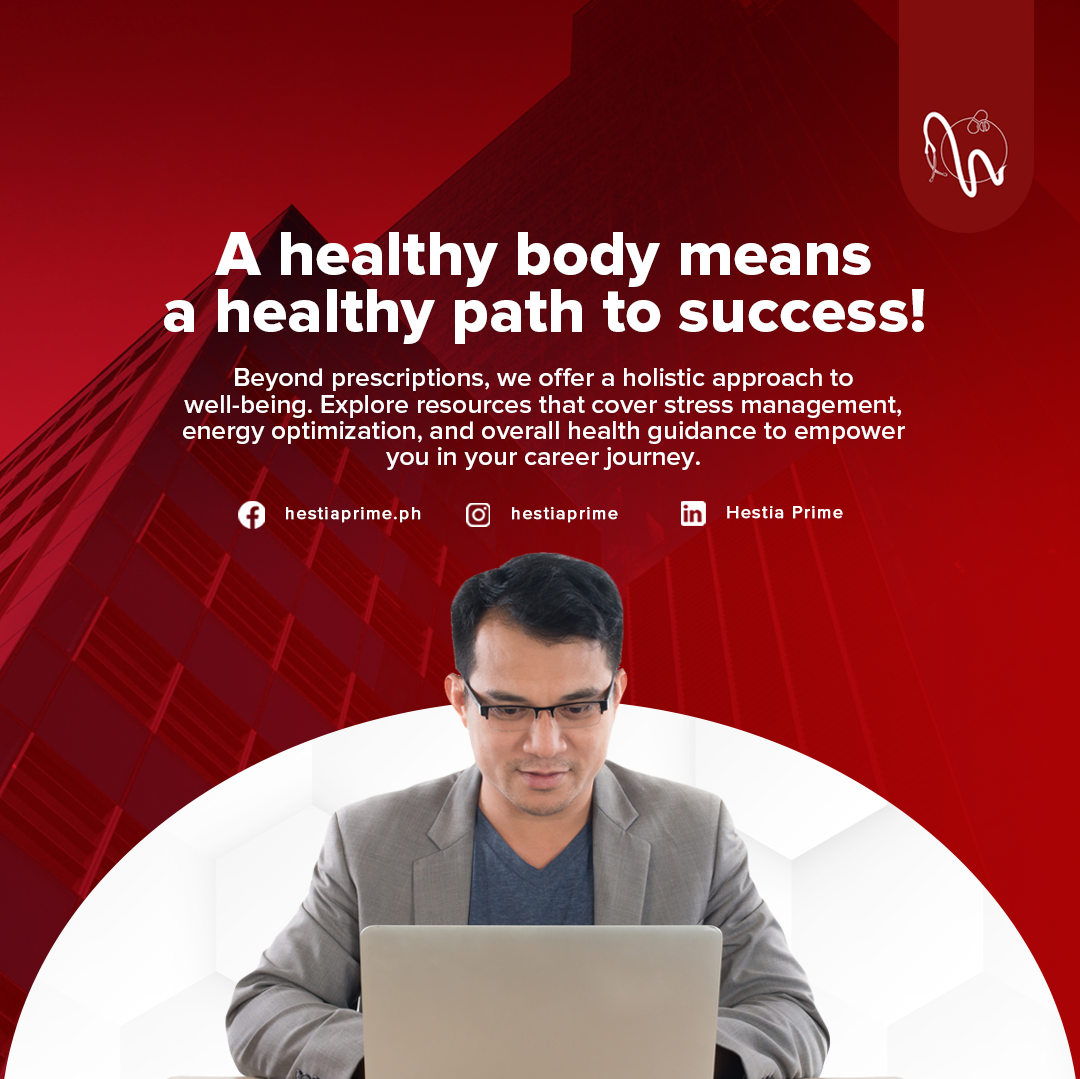 A healthy body means
a healthy path to success!
Beyond prescriptions, we offer a holistic approach to
well-being. Explore resources that cover stress management,
energy optimization, and overall health guidance to empower
you in your career journey.
hestiaprime.ph hestiaprime Hestia Prime